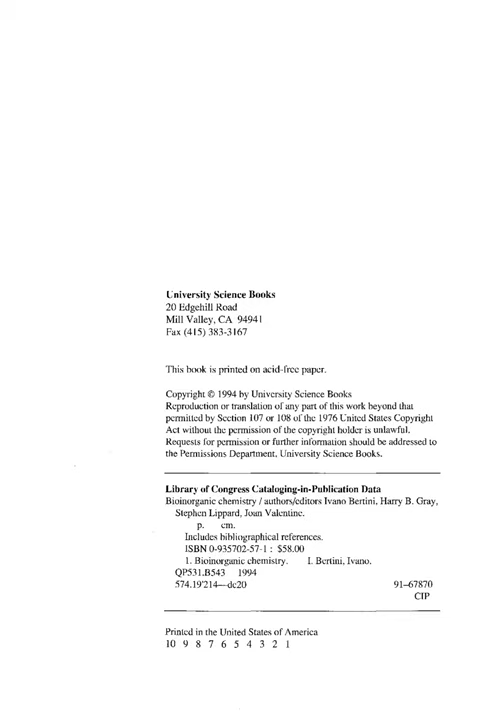 University Science Books
20 Edgehill Road
Mill Valley, CA 94941
Fax (415) 383-3167
This book is printed on acid-free paper.
Copyright © 1994 by University Science Books
Reproduction or translation of any part of this work beyond that
permitted by Section 107 or 108 of the 1976 United States Copyright
Act without the permission of the copyright holder is unlawful.
Requests for permission or further information should be addressed to
the Permissions Department, University Science Books.
Library of Congress Cataloging-in-Publication Data
Bioinorganic chemistry / authors/editors Ivano Bertini, Harry B. Gray,
Stephen Lippard, Joan Valentine.
p. cm.
Includes bibliographical references.
ISBN 0-935702-57-1 : $58.00
1. Bioinorganic chemistry. I. Bertini, Ivano.
QP531.B543 1994
574.19'214—dc20 91–67870
CIP
Printed in the United States of America
10 9 8 7 6 5 4 3 2 1